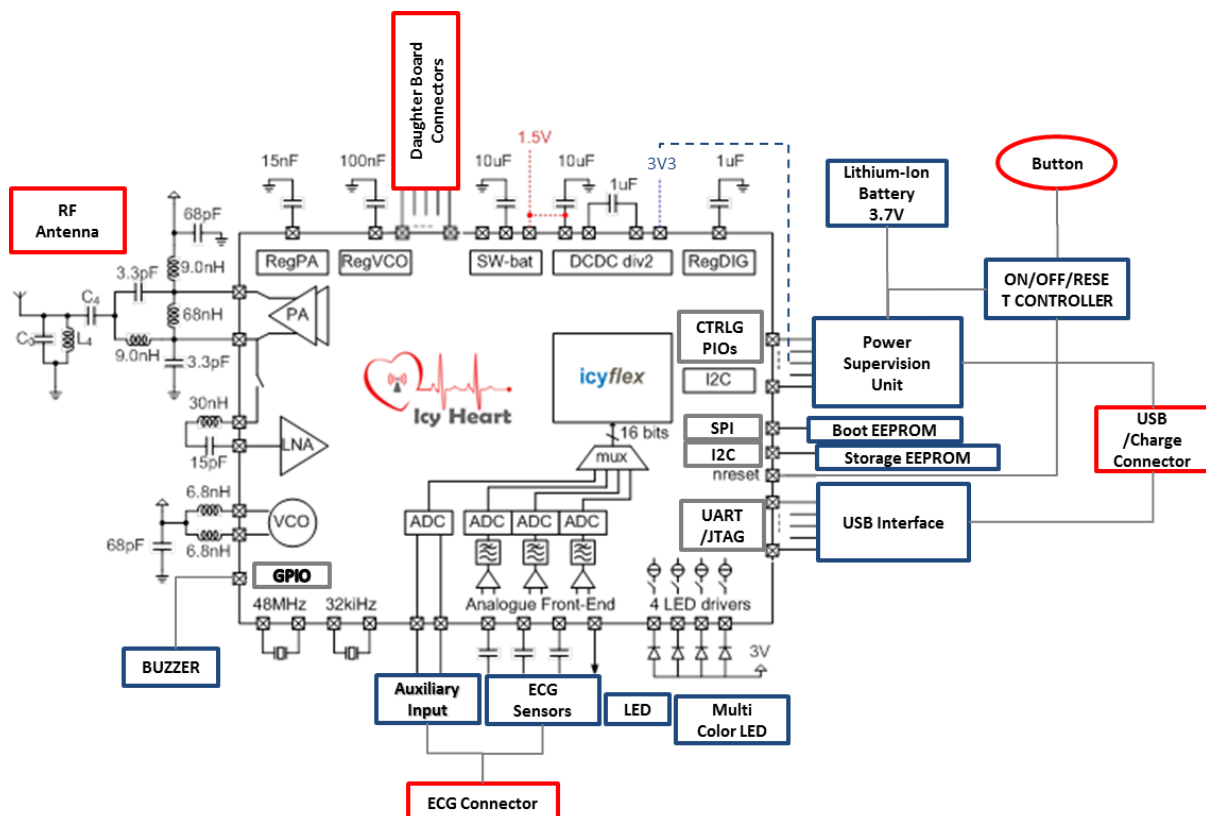 Daughter Board
Connectors
1.5V
15nF
100nF
10uF
10uF
1uF
3V3
1uF
Lithium-Ion
Battery
3.7V
Button
RF
Antenna
68pF
9.0nH
3.3pF
C4
68nH
C0
L4
9.0nH
3.3pF
RegPA
RegVCO
SW-bat
DCDC div2
RegDIG
ON/OFF/RESE
T CONTROLLER
PA
CTRLG
PIOs
I2C
Power
Supervision
Unit
icyflex
Icy Heart
30nH
LNA
15pF
16 bits
mux
SPI
I2C
nreset
Boot EEPROM
Storage EEPROM
USB
/Charge
Connector
6.8nH
VCO
68pF
6.8nH
ADC
ADC
ADC
ADC
UART
/JTAG
USB Interface
GPIO
48MHz
32kiHz
Analogue Front-End
4 LED drivers
3V
BUZZER
Auxiliary
Input
ECG
Sensors
LED
Multi
Color LED
ECG Connector